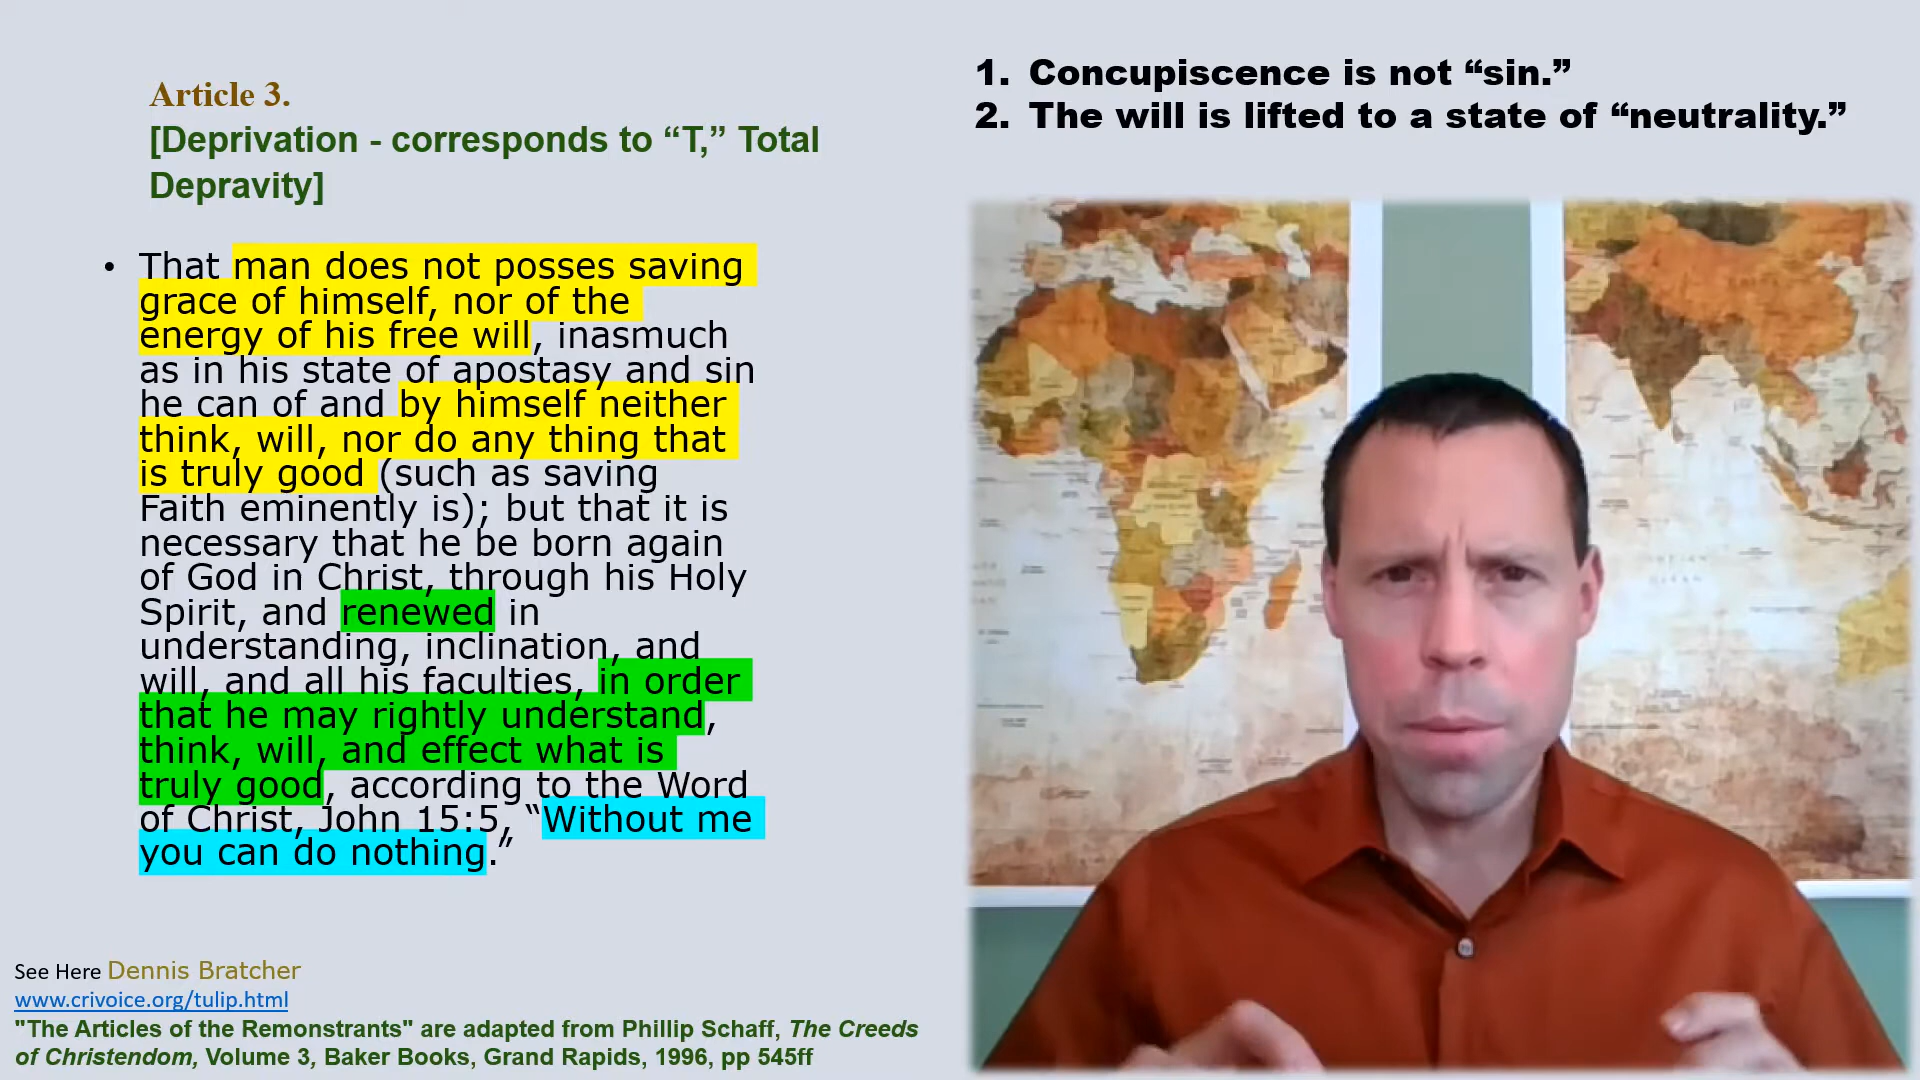 Article 3.
[Deprivation - corresponds to “T,” Total
Depravity]
• That man does not posses saving
grace of himself, nor of the
energy of his free will, inasmuch
as in his state of apostasy and sin
he can of and by himself neither
think, will, nor do any thing that
is truly good (such as saving
Faith eminently is); but that it is
necessary that he be born again
of God in Christ, through his Holy
Spirit, and renewed in
understanding, inclination, and
will, and all his faculties, in order
that he may rightly understand,
think, will, and effect what is
truly good, according to the Word
of Christ, John 15:5, “Without me
you can do nothing.”
See Here Dennis Bratcher
www.crivoice.org/tulip.html
"The Articles of the Remonstrants" are adapted from Phillip Schaff, The Creeds
of Christendom, Volume 3, Baker Books, Grand Rapids, 1996, pp 545ff
1. Concupiscence is not “sin.”
2. The will is lifted to a state of “neutrality.”